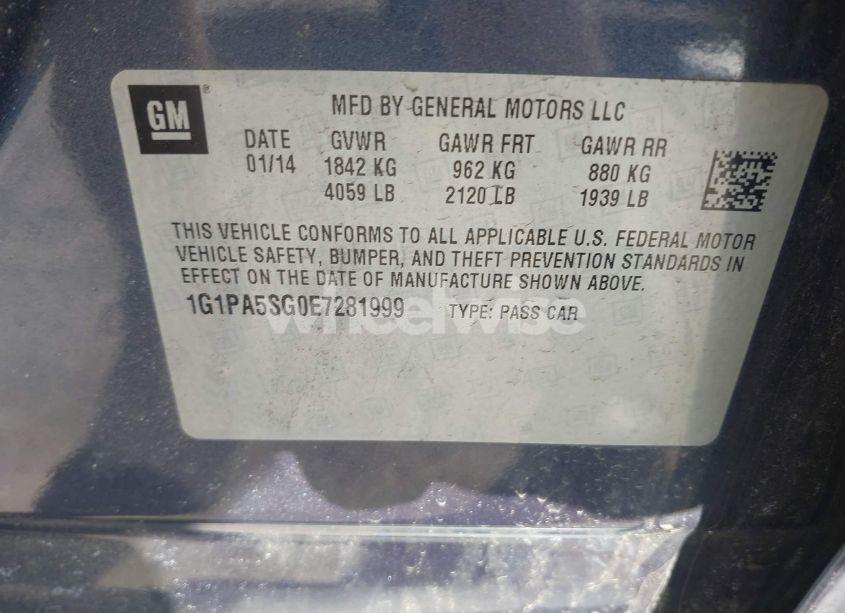 GM
MFD BY GENERAL MOTORS LLC
DATE GVWR GAWR FRT GAWR RR
01/14 1842 KG 962 KG 880 KG
4059 LB 2120 LB 1939 LB
THIS VEHICLE CONFORMS TO ALL APPLICABLE U.S. FEDERAL MOTOR
VEHICLE SAFETY, BUMPER, AND THEFT PREVENTION STANDARDS IN
EFFECT ON THE DATE OF MANUFACTURE SHOWN ABOVE.
1G1PA5SG0E7281999 TYPE: PASS CAR
wheelwise